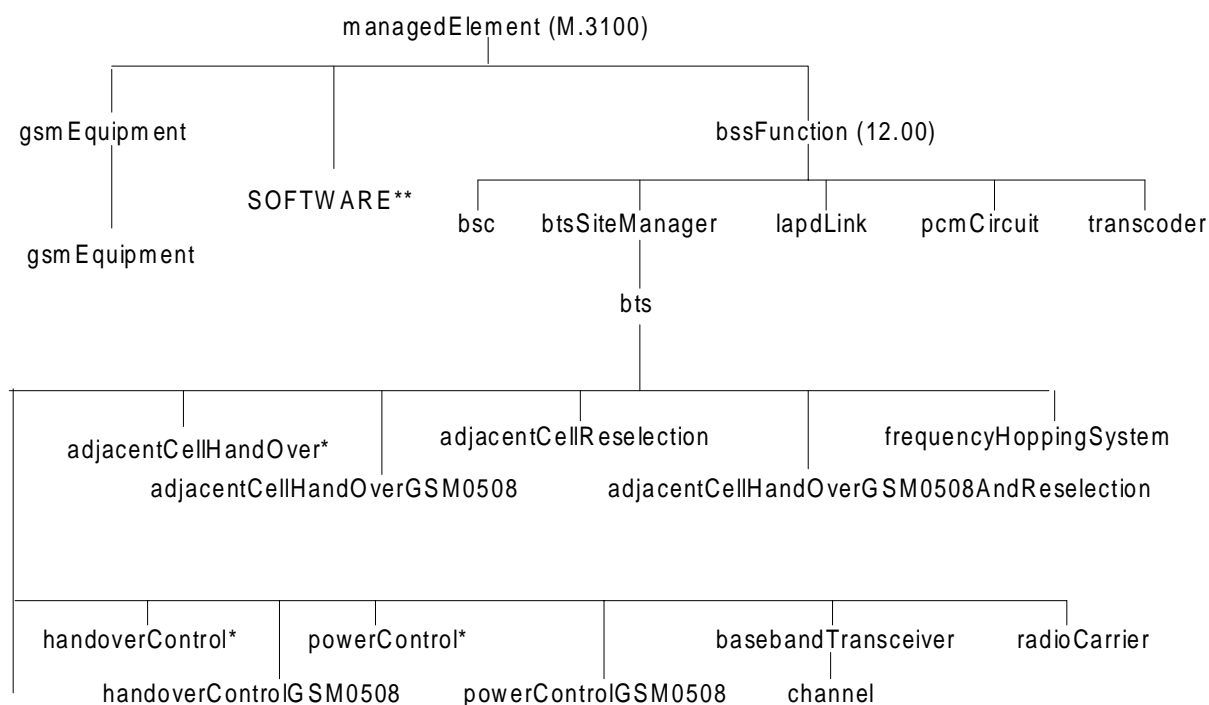 managedElement (M.3100)
gsmEquipment
bssFunction (12.00)
SOFTWARE**
gsmEquipment
bsc
btsSiteManager
lapdLink
pcmCircuit
transcoder
bts
adjacentCellHandOver*
adjacentCellReselection
frequencyHoppingSystem
adjacentCellHandOverGSM0508
adjacentCellHandOverGSM0508AndReselection
handoverControl*
powerControl*
basebandTransceiver
radioCarrier
handoverControlGSM0508
powerControlGSM0508
channel